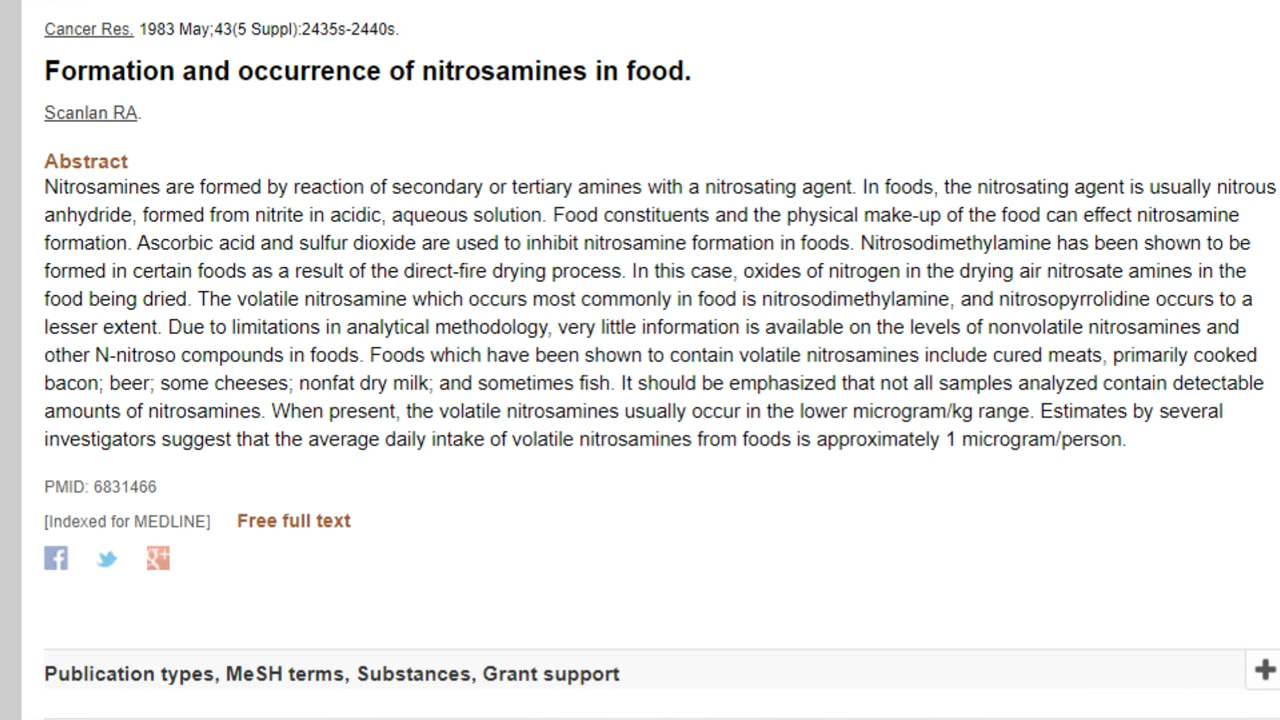 Cancer Res. 1983 May;43(5 Suppl):2435s-2440s.
Formation and occurrence of nitrosamines in food.
Scanlan RA.
Abstract
Nitrosamines are formed by reaction of secondary or tertiary amines with a nitrosating agent. In foods, the nitrosating agent is usually nitrous
anhydride, formed from nitrite in acidic, aqueous solution. Food constituents and the physical make-up of the food can effect nitrosamine
formation. Ascorbic acid and sulfur dioxide are used to inhibit nitrosamine formation in foods. Nitrosodimethylamine has been shown to be
formed in certain foods as a result of the direct-fire drying process. In this case, oxides of nitrogen in the drying air nitrosate amines in the
food being dried. The volatile nitrosamine which occurs most commonly in food is nitrosodimethylamine, and nitrosopyrrolidine occurs to a
lesser extent. Due to limitations in analytical methodology, very little information is available on the levels of nonvolatile nitrosamines and
other N-nitroso compounds in foods. Foods which have been shown to contain volatile nitrosamines include cured meats, primarily cooked
bacon; beer; some cheeses; nonfat dry milk; and sometimes fish. It should be emphasized that not all samples analyzed contain detectable
amounts of nitrosamines. When present, the volatile nitrosamines usually occur in the lower microgram/kg range. Estimates by several
investigators suggest that the average daily intake of volatile nitrosamines from foods is approximately 1 microgram/person.
PMID: 6831466
[Indexed for MEDLINE] Free full text
f g+
Publication types, MeSH terms, Substances, Grant support +